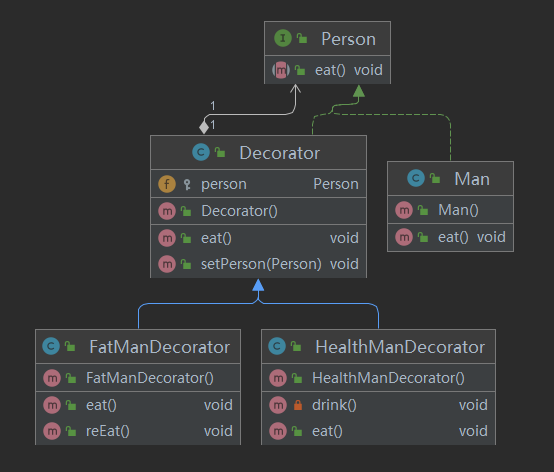 I Person
m eat() void
1
1
C Decorator
f person Person
m Decorator()
m eat() void
m setPerson(Person) void
C Man
m Man()
m eat() void
C FatManDecorator
m FatManDecorator()
m eat() void
m reEat() void
C HealthManDecorator
m HealthManDecorator()
m drink() void
m eat() void